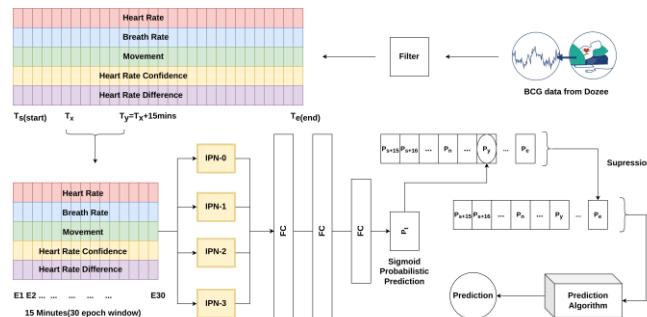 Heart Rate
Breath Rate
Movement
Heart Rate Confidence
Heart Rate Difference
Filter
BCG data from Dozee
Ts(start) Tx Ty=Tx+15mins Te(end)
Heart Rate
Breath Rate
Movement
Heart Rate Confidence
Heart Rate Difference
E1 E2 ... ... ... ... ... E30
15 Minutes(30 epoch window)
IPN-0
IPN-1
IPN-2
IPN-3
FC
FC
FC
Pt
Sigmoid
Probabilistic
Prediction
Ps+15 Ps+16 ... Pn ... Py ... Pe
Supression
Ps+15 Ps+16 ... Pn ... Py ... Pe
Prediction
Prediction
Algorithm